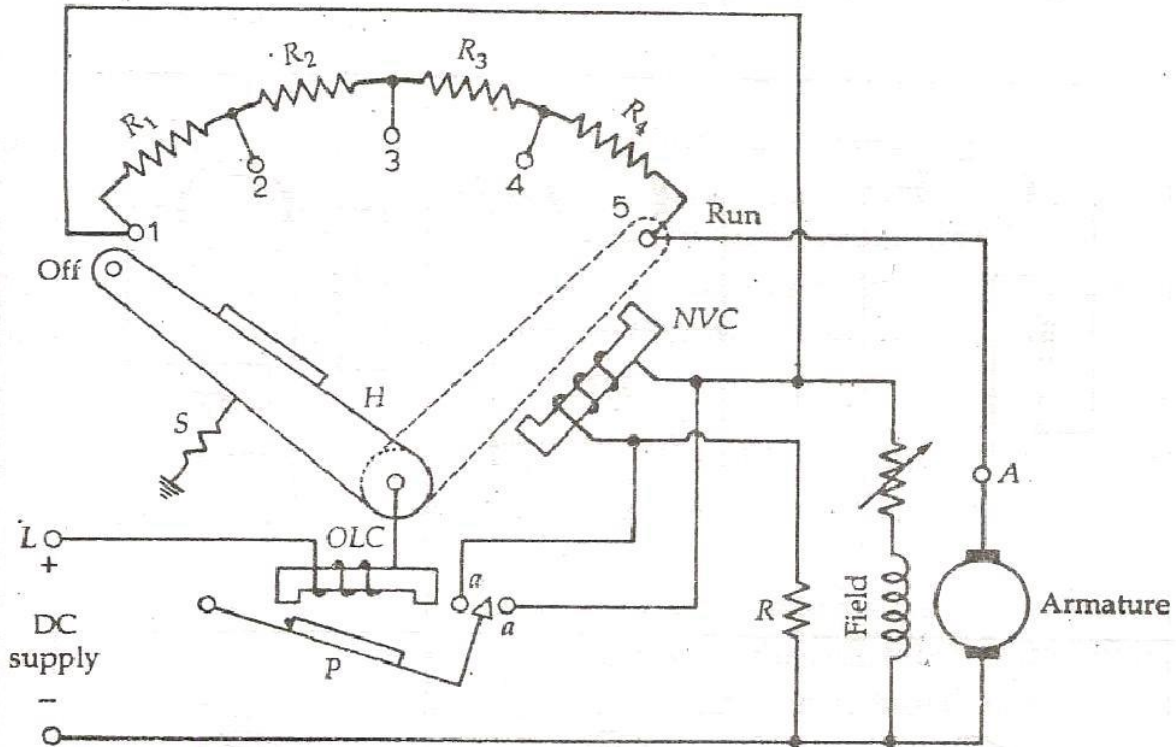 R2
R3
R1
R4
2
3
4
1
5
Run
Off
NVC
H
S
A
L
+
OLC
a
a
DC
supply
P
R
Field
Armature
−